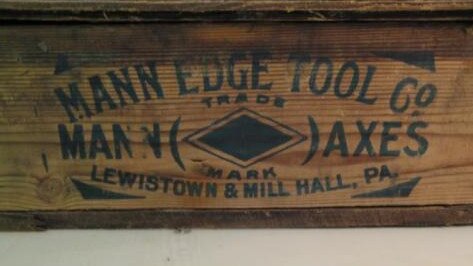 MANN EDGE TOOL Co
TRADE
MANN ( ) AXES
MARK
LEWISTOWN & MILL HALL, PA.